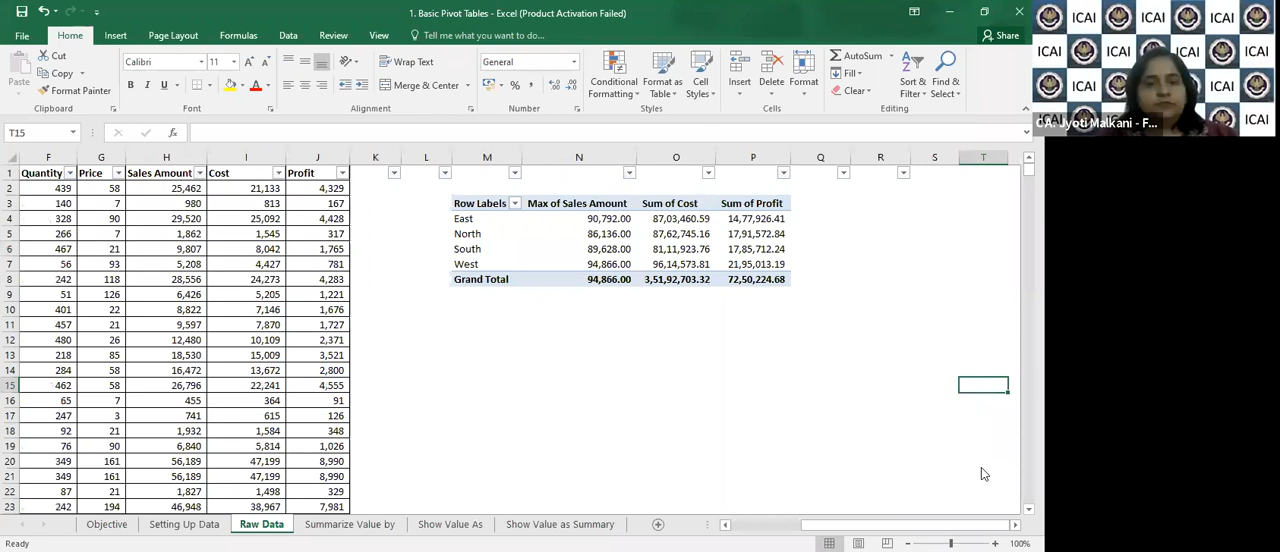 1. Basic Pivot Tables - Excel (Product Activation Failed)
File Home Insert Page Layout Formulas Data Review View Tell me what you want to do... Share
Cut
Copy
Format Painter
Paste
Clipboard
Calibri 11
B I U
Font
Wrap Text
Merge & Center
Alignment
General
%
Number
Conditional Formatting
Format as Table
Cell Styles
Styles
Insert Delete Format
Cells
AutoSum
Fill
Clear
Sort & Filter
Find & Select
Editing
ICAI ICAI
ICAI ICAI ICAI
ICAI
ICAI
CA. Jyoti Malkani - F...
T15 fx
F G H I J K L M N O P Q R S T
1 Quantity Price Sales Amount Cost Profit
2 439 58 25,462 21,133 4,329
3 140 7 980 813 167 Row Labels Max of Sales Amount Sum of Cost Sum of Profit
4 328 90 29,520 25,092 4,428 East 90,792.00 87,03,460.59 14,77,926.41
5 266 7 1,862 1,545 317 North 86,136.00 87,62,745.16 17,91,572.84
6 467 21 9,807 8,042 1,765 South 89,628.00 81,11,923.76 17,85,712.24
7 56 93 5,208 4,427 781 West 94,866.00 96,14,573.81 21,95,013.19
8 242 118 28,556 24,273 4,283 Grand Total 94,866.00 3,51,92,703.32 72,50,224.68
9 51 126 6,426 5,205 1,221
10 401 22 8,822 7,146 1,676
11 457 21 9,597 7,870 1,727
12 480 26 12,480 10,109 2,371
13 218 85 18,530 15,009 3,521
14 284 58 16,472 13,672 2,800
15 462 58 26,796 22,241 4,555
16 65 7 455 364 91
17 247 3 741 615 126
18 92 21 1,932 1,584 348
19 76 90 6,840 5,814 1,026
20 349 161 56,189 47,199 8,990
21 349 161 56,189 47,199 8,990
22 87 21 1,827 1,498 329
23 242 194 46,948 38,967 7,981
Objective Setting Up Data Raw Data Summarize Value by Show Value As Show Value as Summary
Ready 100%